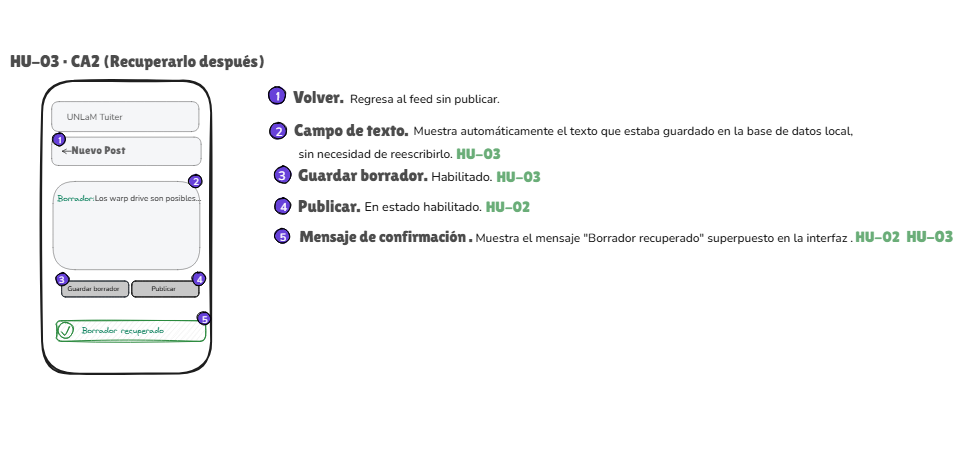 HU-03 · CA2 (Recuperarlo después)
UNLaM Tuiter
1
←Nuevo Post
2
Borrador:Los warp drive son posibles...
3
4
Guardar borrador
Publicar
5
Borrador recuperado
1 Volver. Regresa al feed sin publicar.
2 Campo de texto. Muestra automáticamente el texto que estaba guardado en la base de datos local,
sin necesidad de reescribirlo. HU-03
3 Guardar borrador. Habilitado. HU-03
4 Publicar. En estado habilitado. HU-02
5 Mensaje de confirmación . Muestra el mensaje "Borrador recuperado" superpuesto en la interfaz . HU-02 HU-03